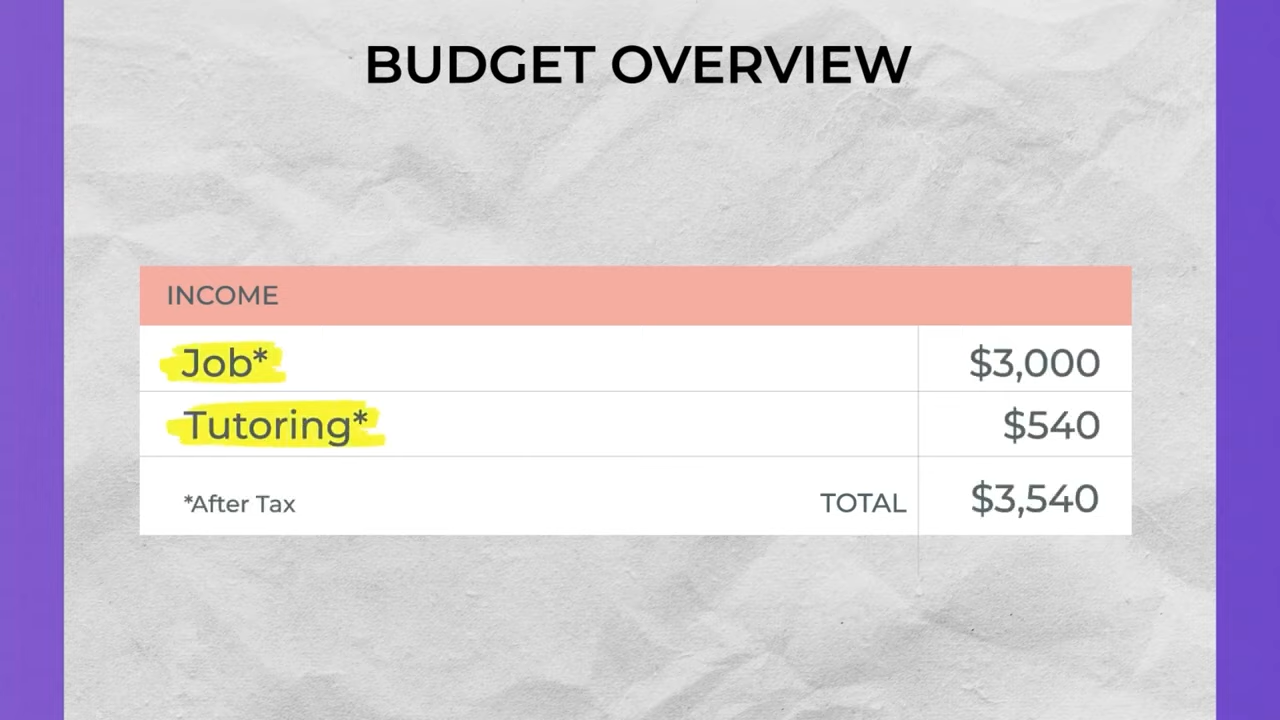 BUDGET OVERVIEW
INCOME
Job* $3,000
Tutoring* $540
*After Tax TOTAL $3,540